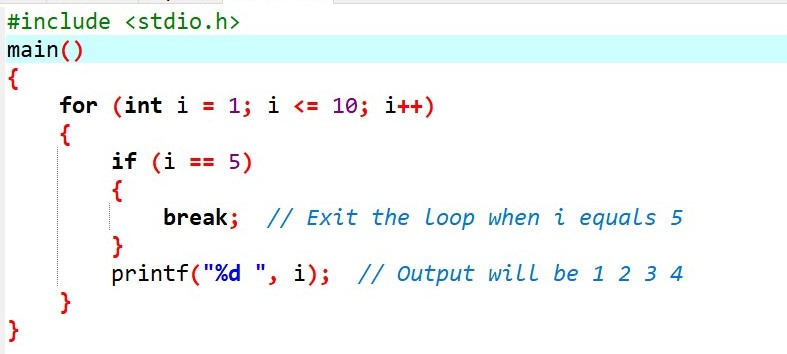 #include <stdio.h>
main()
{
    for (int i = 1; i <= 10; i++)
    {
        if (i == 5)
        {
            break;  // Exit the loop when i equals 5
        }
        printf("%d ", i);  // Output will be 1 2 3 4
    }
}